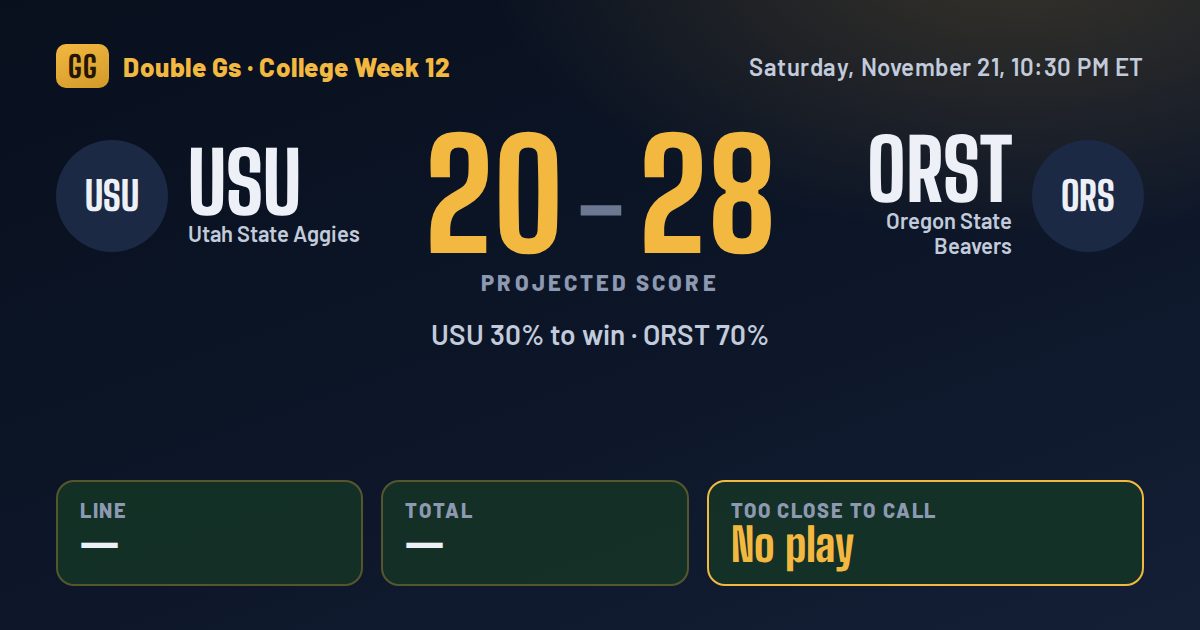 GG
Double Gs · College Week 12
Saturday, November 21, 10:30 PM ET
USU
USU
Utah State Aggies
20 – 28
PROJECTED SCORE
USU 30% to win · ORST 70%
ORST
Oregon State
Beavers
ORS
LINE
—
TOTAL
—
TOO CLOSE TO CALL
No play